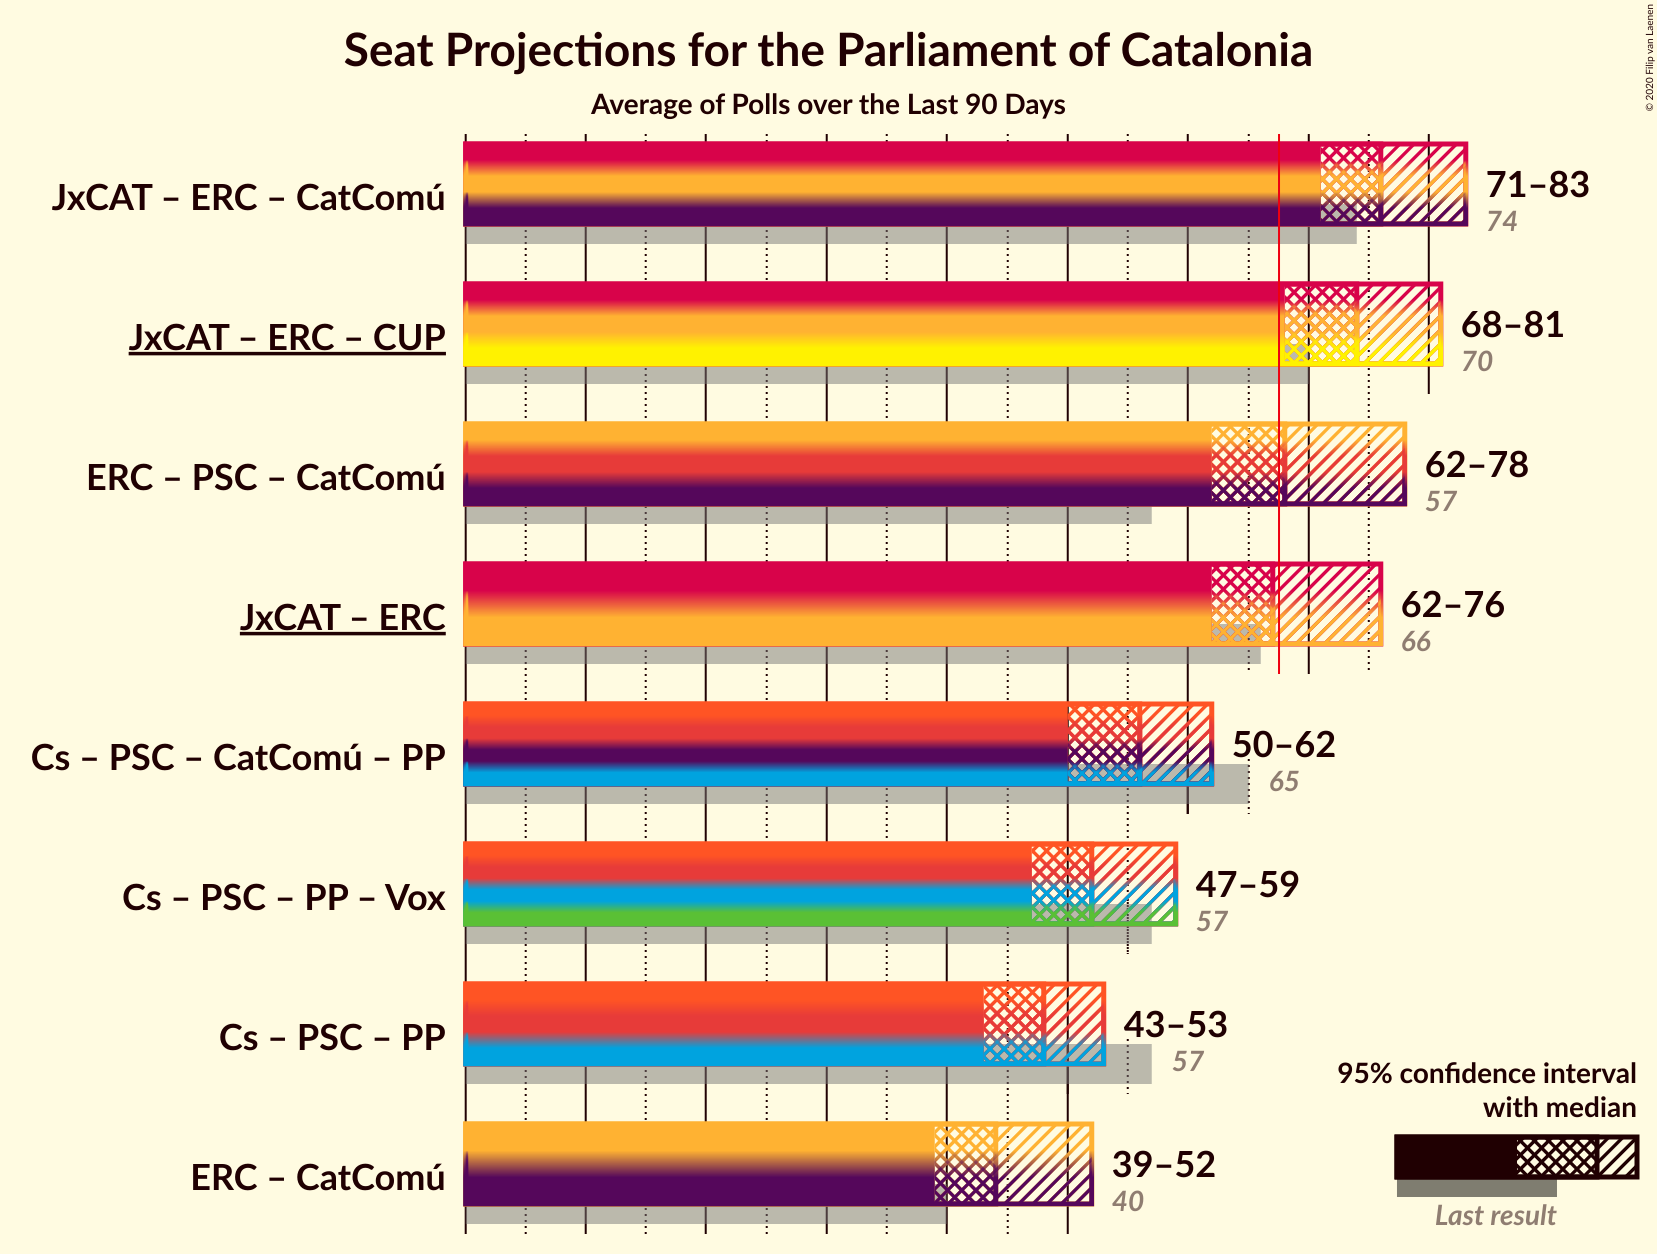 Seat Projections for the Parliament of Catalonia
Average of Polls over the Last 90 Days
© 2020 Filip van Laenen
JxCAT – ERC – CatComú
71–83
74
JxCAT – ERC – CUP
68–81
70
ERC – PSC – CatComú
62–78
57
JxCAT – ERC
62–76
66
Cs – PSC – CatComú – PP
50–62
65
Cs – PSC – PP – Vox
47–59
57
Cs – PSC – PP
43–53
57
ERC – CatComú
39–52
40
95% confidence interval
with median
Last result